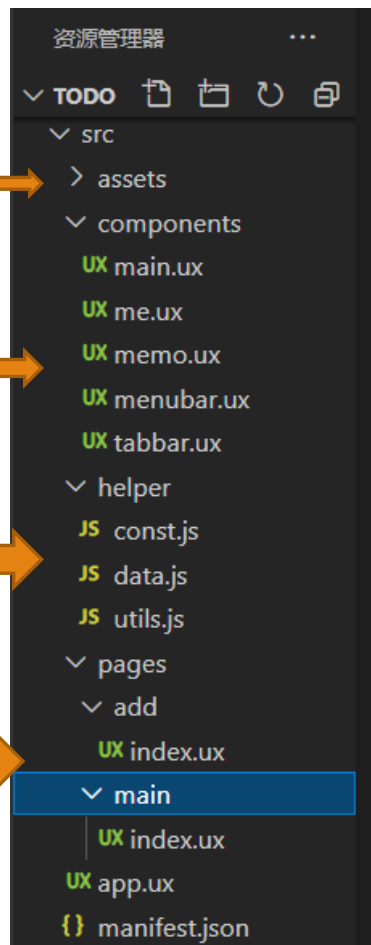 资源管理器 ···
TODO
src
assets
components
UX main.ux
UX me.ux
UX memo.ux
UX menubar.ux
UX tabbar.ux
helper
JS const.js
JS data.js
JS utils.js
pages
add
UX index.ux
main
UX index.ux
UX app.ux
{} manifest.json